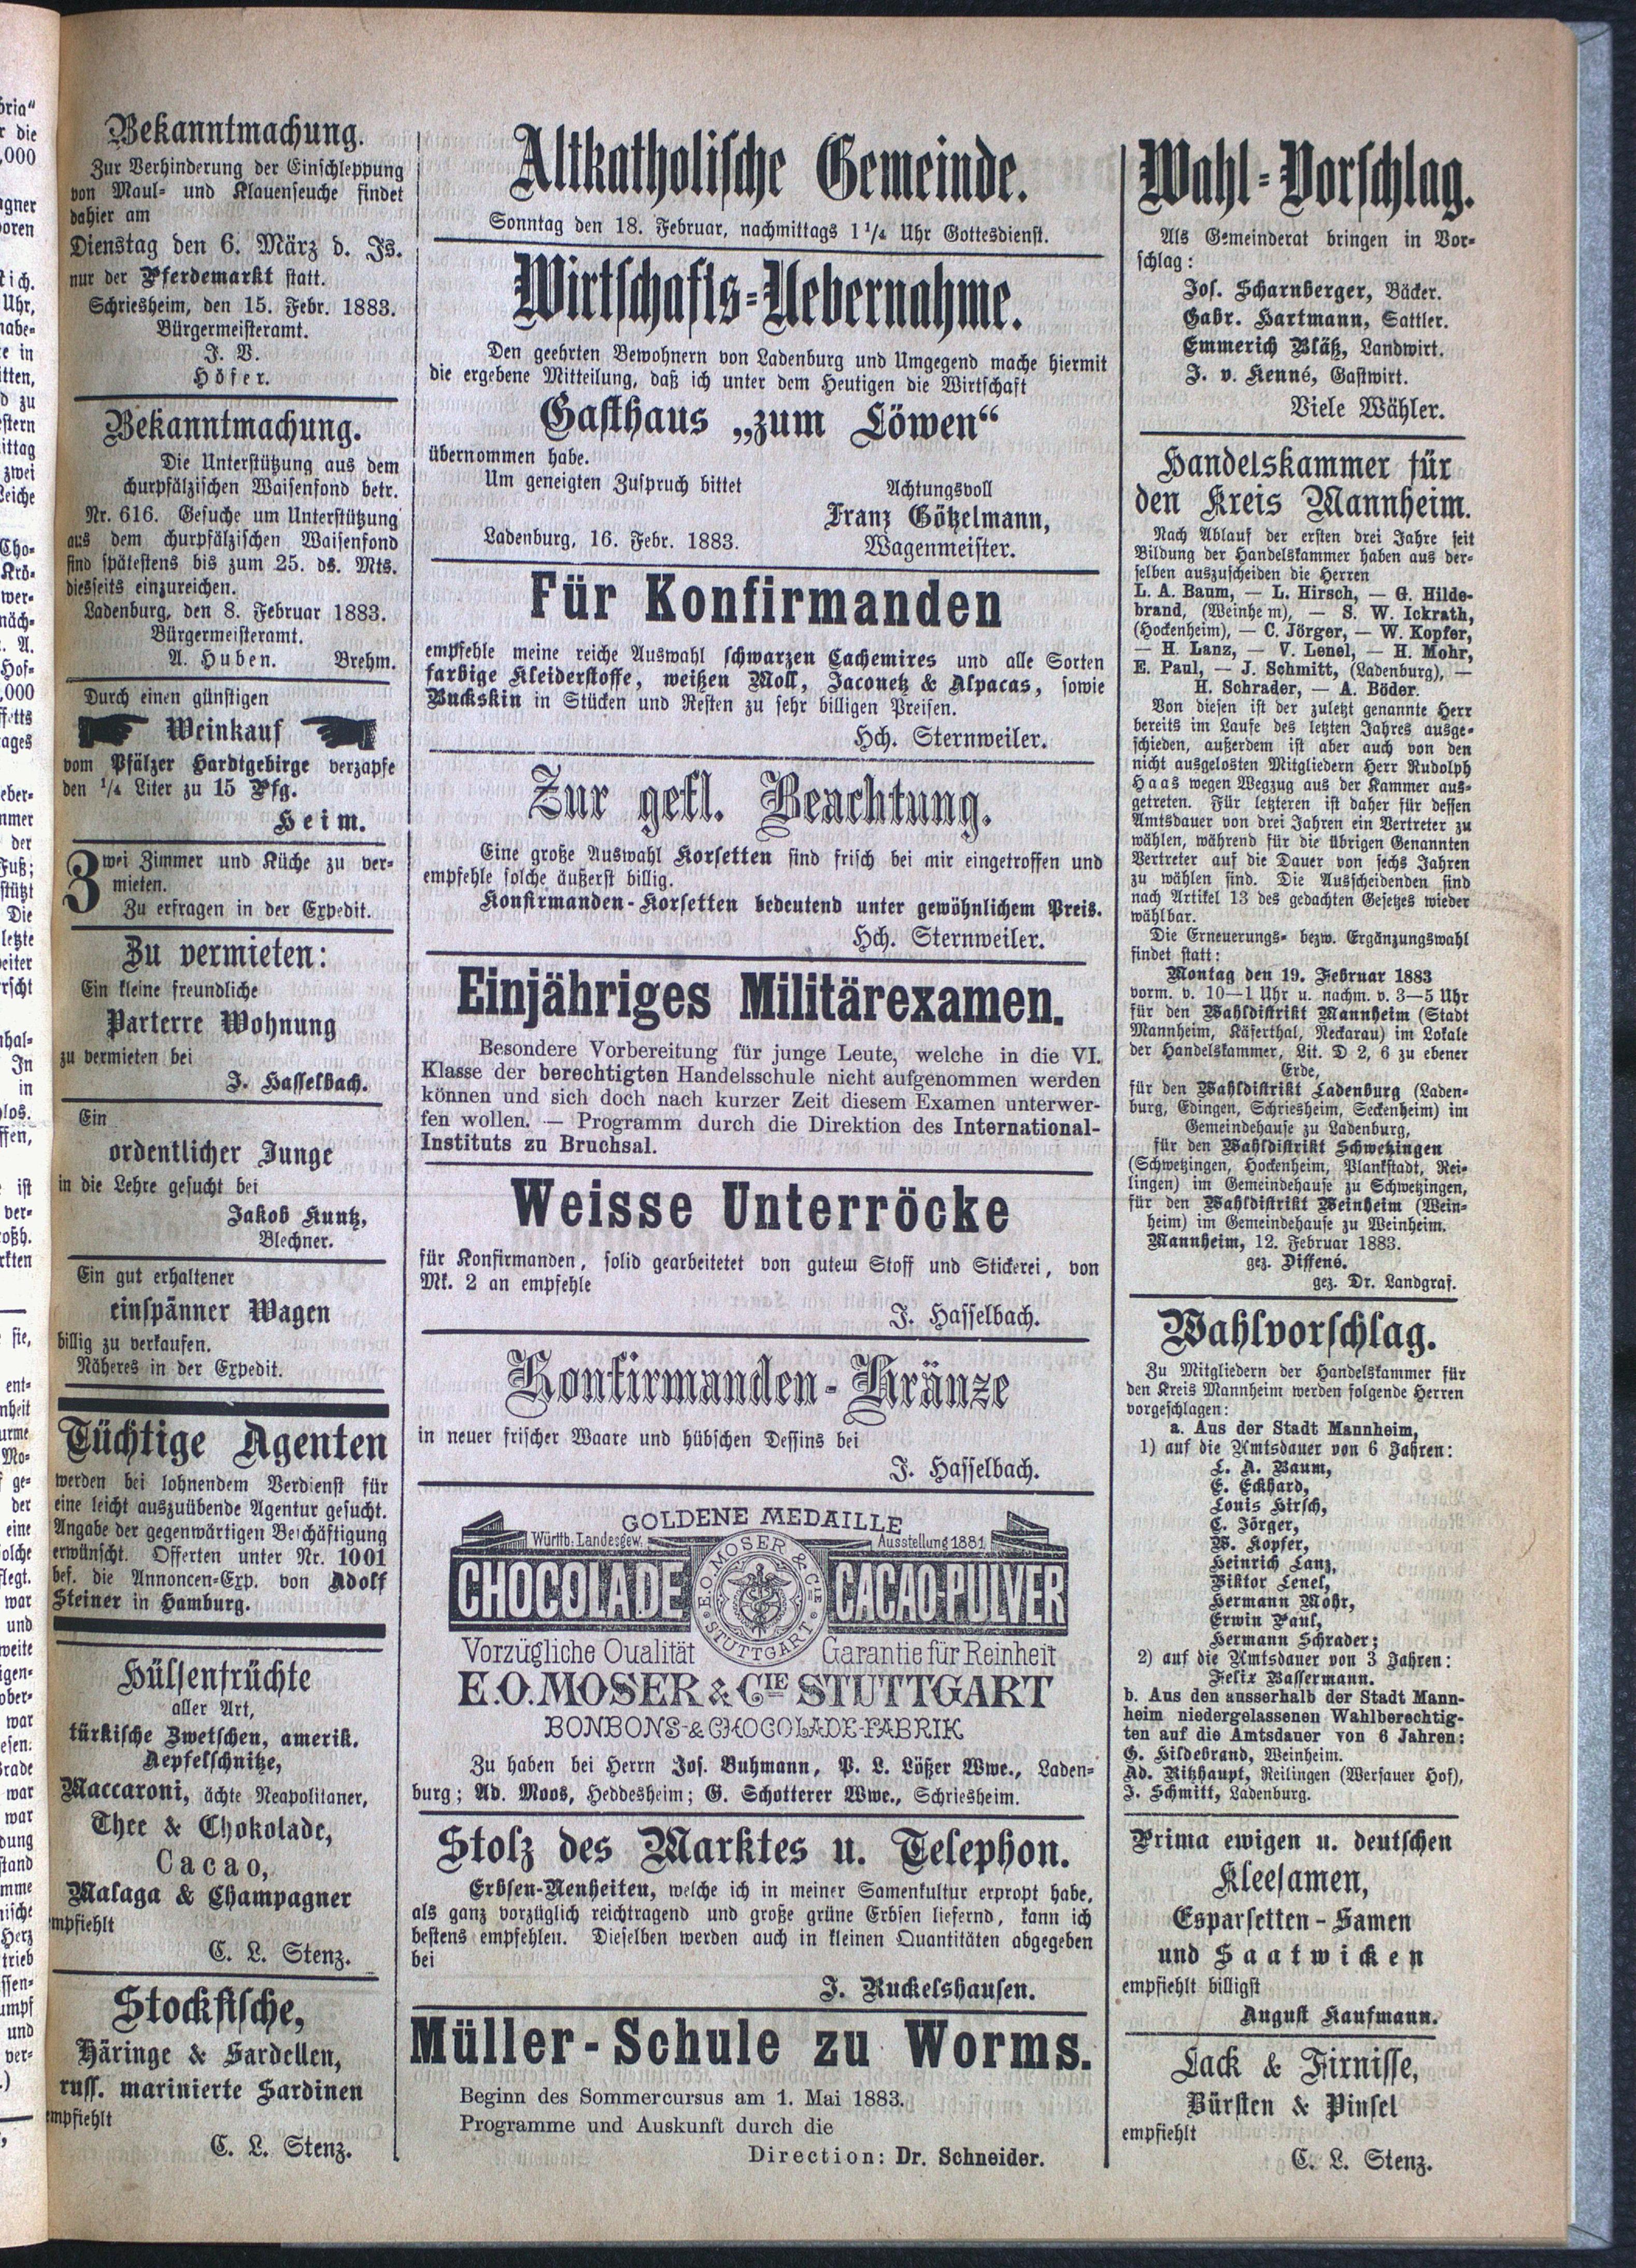 Bekanntmachung.
Zur Verhinderung der Einschleppung
von Maul- und Klauenseuche findet
dahier am
Dienstag den 6. März d. Js.
nur der Pferdemarkt statt.
Schriesheim, den 15. Febr. 1883.
Bürgermeisteramt.
J. V.
Höfer.
Bekanntmachung.
Die Unterstützung aus dem
churpfälzischen Waisenfond betr.
Nr. 616. Gesuche um Unterstützung
aus dem churpfälzischen Waisenfond
sind spätestens bis zum 25. ds. Mts.
diesseits einzureichen.
Ladenburg, den 8. Februar 1883.
Bürgermeisteramt.
A. Huben. Brehm.
Durch einen günstigen
Weinkauf
vom Pfälzer Hardtgebirge verzapfe
den 1/4 Liter zu 15 Pfg.
Heim.
Zwei Zimmer und Küche zu ver-
mieten.
Zu erfragen in der Expedit.
Zu vermieten:
Ein kleine freundliche
Parterre Wohnung
zu vermieten bei
J. Hasselbach.
Ein
ordentlicher Junge
in die Lehre gesucht bei
Jakob Kuntz,
Blechner.
Ein gut erhaltener
einspänner Wagen
billig zu verkaufen.
Näheres in der Expedit.
Tüchtige Agenten
werden bei lohnendem Verdienst für
eine leicht auszuübende Agentur gesucht.
Angabe der gegenwärtigen Beschäftigung
erwünscht. Offerten unter Nr. 1001
bef. die Annoncen-Exp. von Adolf
Steiner in Hamburg.
Hülsenfrüchte
aller Art,
türkische Zwetschen, amerik.
Aepfelschnitze,
Maccaroni, ächte Neapolitaner,
Thee & Chokolade,
Cacao,
Malaga & Champagner
empfiehlt
C. L. Stenz.
Stockfische,
Häringe & Sardellen,
russ. marinierte Sardinen
empfiehlt
C. L. Stenz.
Altkatholische Gemeinde.
Sonntag den 18. Februar, nachmittags 1 1/4 Uhr Gottesdienst.
Wirtschafts-Uebernahme.
Den geehrten Bewohnern von Ladenburg und Umgegend mache hiermit
die ergebene Mitteilung, daß ich unter dem Heutigen die Wirtschaft
Gasthaus „zum Löwen“
übernommen habe.
Um geneigten Zuspruch bittet
Achtungsvoll
Franz Götzelmann,
Ladenburg, 16. Febr. 1883. Wagenmeister.
Für Konfirmanden
empfehle meine reiche Auswahl schwarzen Cachemires und alle Sorten
farbige Kleiderstoffe, weißen Moll, Jaconetz & Alpacas, sowie
Buckskin in Stücken und Resten zu sehr billigen Preisen.
Hch. Sternweiler.
Zur gefl. Beachtung.
Eine große Auswahl Korsetten sind frisch bei mir eingetroffen und
empfehle solche äußerst billig.
Konfirmanden-Korsetten bedeutend unter gewöhnlichem Preis.
Hch. Sternweiler.
Einjähriges Militärexamen.
Besondere Vorbereitung für junge Leute, welche in die VI.
Klasse der berechtigten Handelsschule nicht aufgenommen werden
können und sich doch nach kurzer Zeit diesem Examen unterwer-
fen wollen. — Programm durch die Direktion des International-
Instituts zu Bruchsal.
Weisse Unterröcke
für Konfirmanden, solid gearbeitetet von gutem Stoff und Stickerei, von
Mk. 2 an empfehle
J. Hasselbach.
Konfirmanden-Kränze
in neuer frischer Waare und hübschen Dessins bei
J. Hasselbach.
GOLDENE MEDAILLE
Württb. Landesgew. Ausstellung 1881
CHOCOLADE E.O. MOSER & CIE STUTTGART CACAO-PULVER
Vorzügliche Qualität Garantie für Reinheit
E.O. MOSER & CIE STUTTGART
BONBONS- & CHOCOLADE-FABRIK
Zu haben bei Herrn Jos. Buhmann, P. L. Lößer Wwe., Laden-
burg; Ad. Moos, Heddesheim; G. Schotterer Wwe., Schriesheim.
Stolz des Marktes u. Telephon.
Erbsen-Neuheiten, welche ich in meiner Samenkultur erpropt habe,
als ganz vorzüglich reichtragend und große grüne Erbsen liefernd, kann ich
bestens empfehlen. Dieselben werden auch in kleinen Quantitäten abgegeben
bei
J. Ruckelshausen.
Müller-Schule zu Worms.
Beginn des Sommercursus am 1. Mai 1883.
Programme und Auskunft durch die
Direction: Dr. Schneider.
Wahl-Vorschlag.
Als Gemeinderat bringen in Vor-
schlag:
Jos. Scharnberger, Bäcker.
Gabr. Hartmann, Sattler.
Emmerich Bläß, Landwirt.
J. v. Kenné, Gastwirt.
Viele Wähler.
Handelskammer für
den Kreis Mannheim.
Nach Ablauf der ersten drei Jahre seit
Bildung der Handelskammer haben aus der-
selben auszuscheiden die Herren
L. A. Baum, — L. Hirsch, — G. Hilde-
brand, (Weinheim), — S. W. Ickrath,
(Hockenheim), — C. Jörger, — W. Kopfer,
— H. Lanz, — V. Lenel, — H. Mohr,
E. Paul, — J. Schmitt, (Ladenburg), —
H. Schrader, — A. Böder.
Von diesen ist der zuletzt genannte Herr
bereits im Laufe des letzten Jahres ausge-
schieden, außerdem ist aber auch von den
nicht ausgelosten Mitgliedern Herr Rudolph
Haas wegen Wegzug aus der Kammer aus-
getreten. Für letzteren ist daher für dessen
Amtsdauer von drei Jahren ein Vertreter zu
wählen, während für die übrigen Genannten
Vertreter auf die Dauer von sechs Jahren
zu wählen sind. Die Ausscheidenden sind
nach Artikel 13 des gedachten Gesetzes wieder
wählbar.
Die Erneuerungs- bezw. Ergänzungswahl
findet statt:
Montag den 19. Februar 1883
vorm. v. 10—1 Uhr u. nachm. v. 3—5 Uhr
für den Wahldistrikt Mannheim (Stadt
Mannheim, Käferthal, Neckarau) im Lokale
der Handelskammer, Lit. D 2, 6 zu ebener
Erde,
für den Wahldistrikt Ladenburg (Laden-
burg, Edingen, Schriesheim, Seckenheim) im
Gemeindehause zu Ladenburg,
für den Wahldistrikt Schwetzingen
(Schwetzingen, Hockenheim, Plankstadt, Rei-
lingen) im Gemeindehause zu Schwetzingen,
für den Wahldistrikt Weinheim (Wein-
heim) im Gemeindehause zu Weinheim.
Mannheim, 12. Februar 1883.
gez. Diffené.
gez. Dr. Landgraf.
Wahlvorschlag.
Zu Mitgliedern der Handelskammer für
den Kreis Mannheim werden folgende Herren
vorgeschlagen:
a. Aus der Stadt Mannheim,
1) auf die Amtsdauer von 6 Jahren:
L. A. Baum,
E. Eckhard,
Louis Hirsch,
C. Jörger,
W. Kopfer,
Heinrich Lanz,
Viktor Lenel,
Hermann Mohr,
Erwin Paul,
Hermann Schrader;
2) auf die Amtsdauer von 3 Jahren:
Felix Bassermann.
b. Aus den ausserhalb der Stadt Mann-
heim niedergelassenen Wahlberechtig-
ten auf die Amtsdauer von 6 Jahren:
G. Hildebrand, Weinheim.
Ad. Ritzhaupt, Reilingen (Wersauer Hof),
J. Schmitt, Ladenburg.
Prima ewigen u. deutschen
Kleesamen,
Esparsetten-Samen
und Saatwicken
empfiehlt billigst
August Kaufmann.
Lack & Firnisse,
Bürsten & Pinsel
empfiehlt
C. L. Stenz.